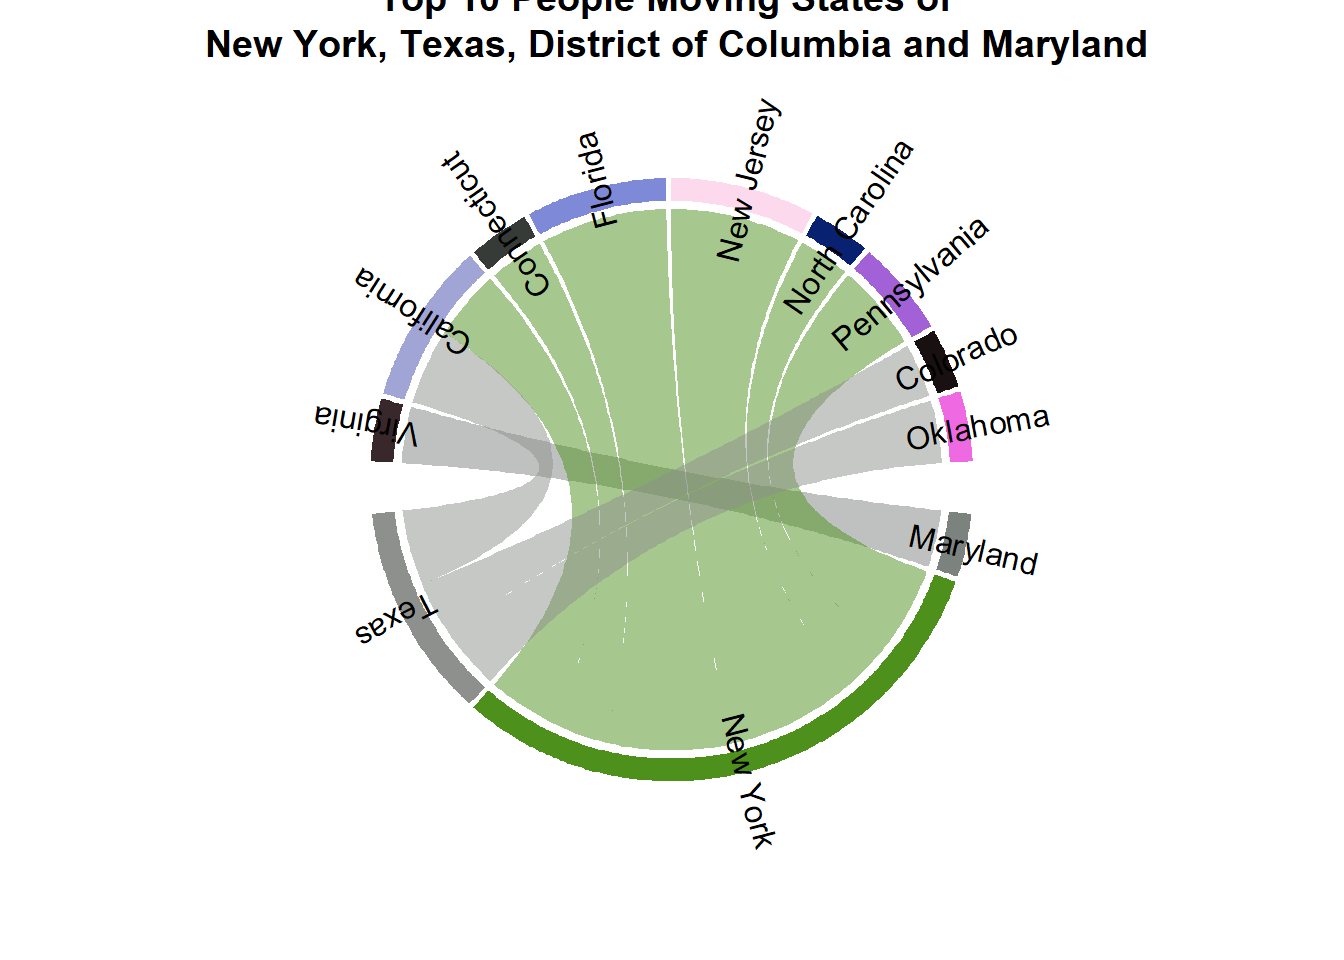 Top 10 People Moving States of
New York, Texas, District of Columbia and Maryland
New Jersey
Florida
North Carolina
Connecticut
Pennsylvania
California
Colorado
Virginia
Oklahoma
Maryland
Texas
New York